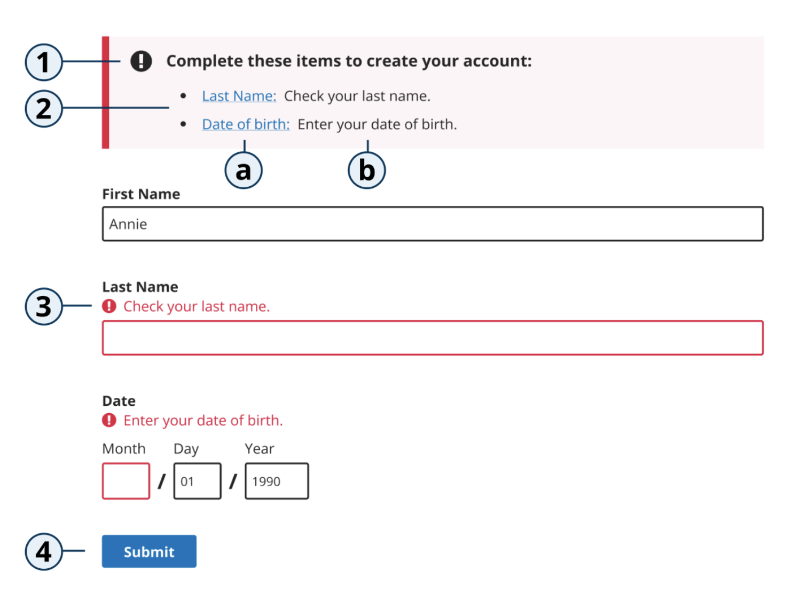 1 Complete these items to create your account:
2 • Last Name: Check your last name.
• Date of birth: Enter your date of birth.
a b
First Name
Annie
Last Name
3 Check your last name.
Date
Enter your date of birth.
Month Day Year
/ 01 / 1990
4 Submit